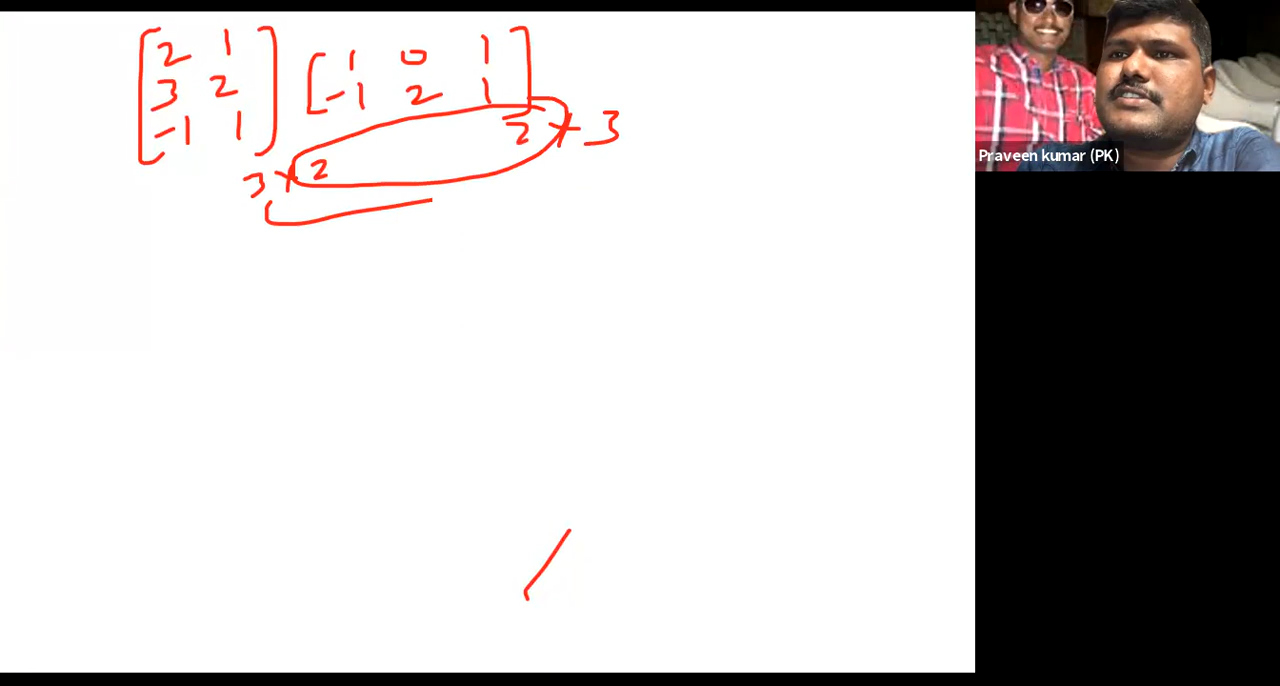 [2 1] [1 0 1]
[3 2] [-1 2 1]
[-1 1]
3×2 2×3
Praveen kumar (PK)